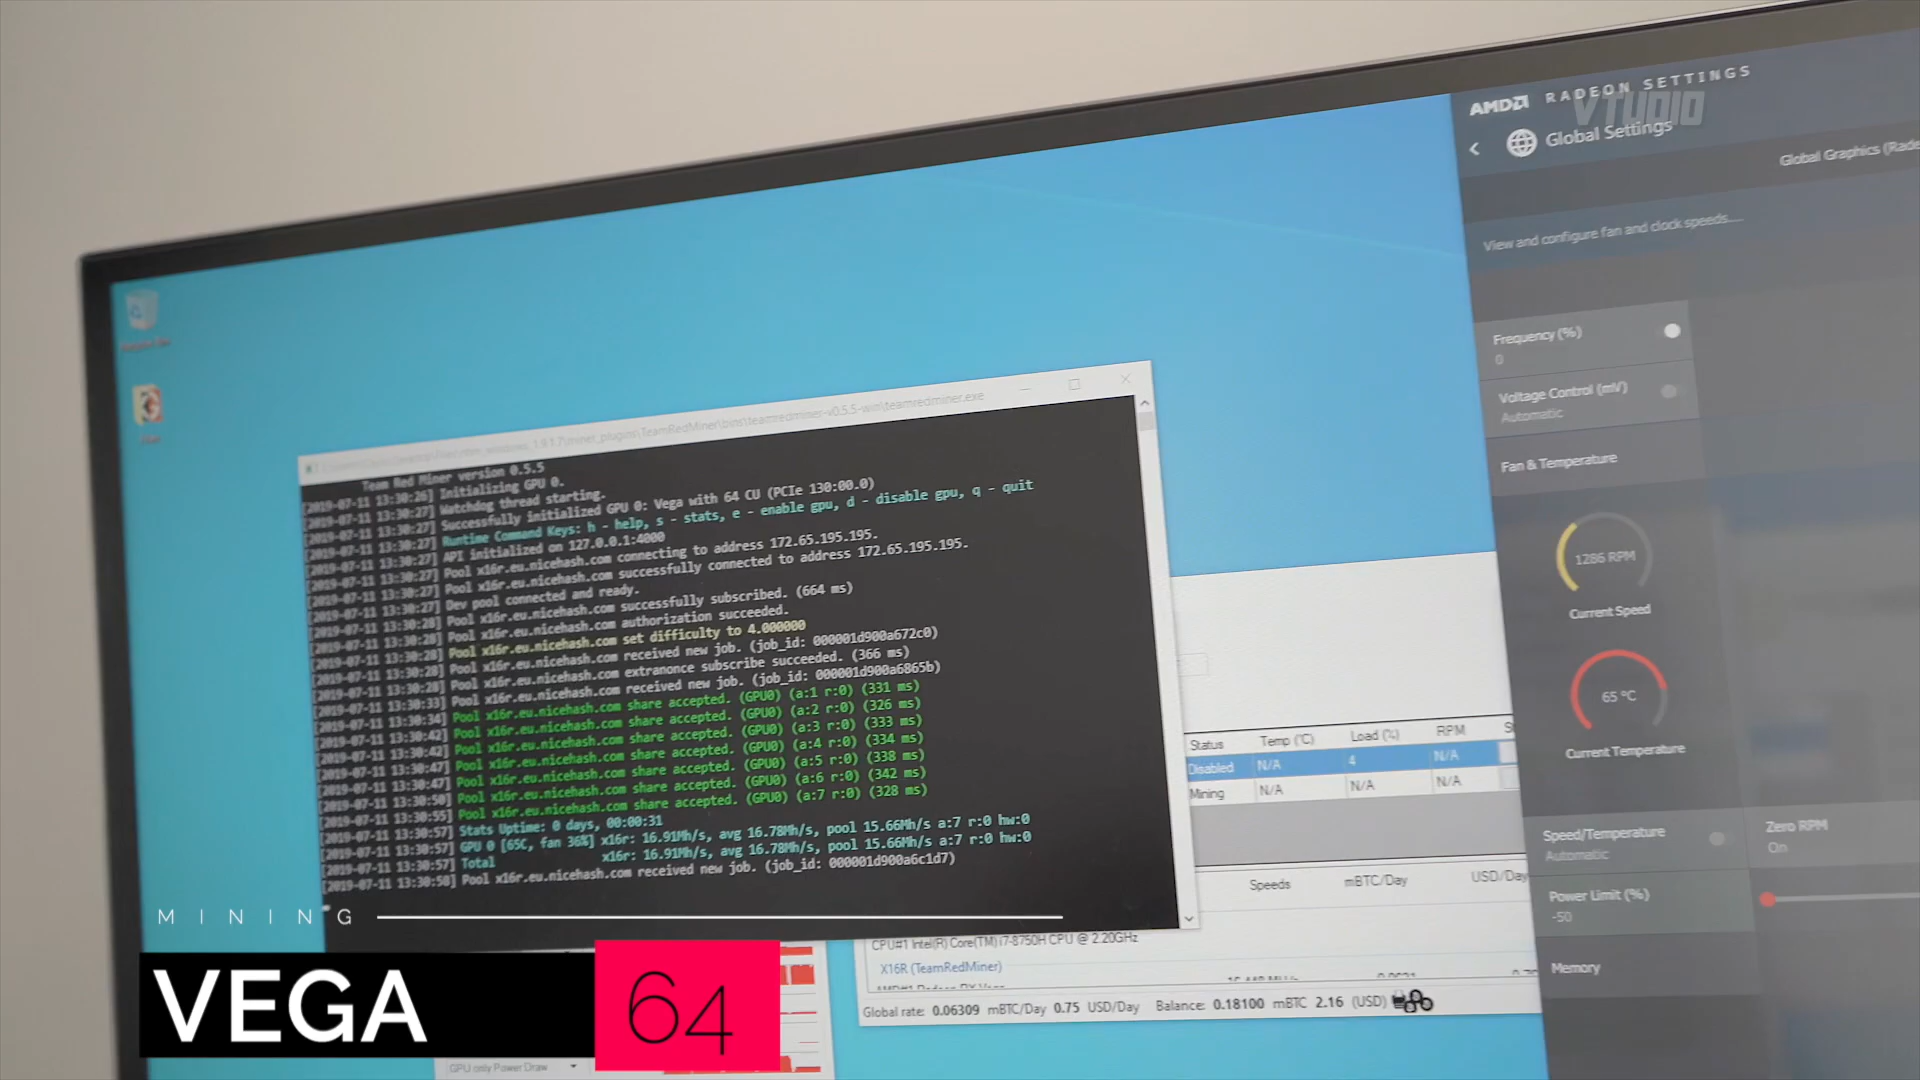 AMD RADEON SETTINGS
VTUDIO
Global Settings
Global Graphics (Rade
View and configure fan and clock speeds....
Frequency (%)
0
Voltage Control (mV)
Automatic
Fan & Temperature
1286 RPM
Current Speed
65 °C
Current Temperature
Speed/Temperature
Automatic
Zero RPM
On
Power Limit (%)
-50
Memory
_windows_1.9.1.7\miner_plugins\TeamRedMiner\bins\teamredminer-v0.5.5-win\teamredminer.exe
Team Red Miner version 0.5.5
[2019-07-11 13:30:26] Initializing GPU 0.
[2019-07-11 13:30:27] Watchdog thread starting.
[2019-07-11 13:30:27] Successfully initialized GPU 0: Vega with 64 CU (PCIe 130:00.0)
[2019-07-11 13:30:27] Runtime Command Keys: h - help, s - stats, e - enable gpu, d - disable gpu, q - quit
[2019-07-11 13:30:27] API initialized on 127.0.0.1:4000
[2019-07-11 13:30:27] Pool x16r.eu.nicehash.com connecting to address 172.65.195.195.
[2019-07-11 13:30:27] Pool x16r.eu.nicehash.com successfully connected to address 172.65.195.195.
[2019-07-11 13:30:27] Dev pool connected and ready.
[2019-07-11 13:30:28] Pool x16r.eu.nicehash.com successfully subscribed. (664 ms)
[2019-07-11 13:30:28] Pool x16r.eu.nicehash.com authorization succeeded.
[2019-07-11 13:30:28] Pool x16r.eu.nicehash.com set difficulty to 4.000000
[2019-07-11 13:30:28] Pool x16r.eu.nicehash.com received new job. (job_id: 000001d900a672c0)
[2019-07-11 13:30:28] Pool x16r.eu.nicehash.com extranonce subscribe succeeded. (366 ms)
[2019-07-11 13:30:33] Pool x16r.eu.nicehash.com received new job. (job_id: 000001d900a6865b)
[2019-07-11 13:30:34] Pool x16r.eu.nicehash.com share accepted. (GPU0) (a:1 r:0) (331 ms)
[2019-07-11 13:30:42] Pool x16r.eu.nicehash.com share accepted. (GPU0) (a:2 r:0) (326 ms)
[2019-07-11 13:30:42] Pool x16r.eu.nicehash.com share accepted. (GPU0) (a:3 r:0) (333 ms)
[2019-07-11 13:30:47] Pool x16r.eu.nicehash.com share accepted. (GPU0) (a:4 r:0) (334 ms)
[2019-07-11 13:30:47] Pool x16r.eu.nicehash.com share accepted. (GPU0) (a:5 r:0) (338 ms)
[2019-07-11 13:30:50] Pool x16r.eu.nicehash.com share accepted. (GPU0) (a:6 r:0) (342 ms)
[2019-07-11 13:30:55] Pool x16r.eu.nicehash.com share accepted. (GPU0) (a:7 r:0) (328 ms)
[2019-07-11 13:30:57] Stats Uptime: 0 days, 00:00:31
[2019-07-11 13:30:57] GPU 0 [65C, fan 36%] x16r: 16.91Mh/s, avg 16.78Mh/s, pool 15.66Mh/s a:7 r:0 hw:0
[2019-07-11 13:30:57] Total x16r: 16.91Mh/s, avg 16.78Mh/s, pool 15.66Mh/s a:7 r:0 hw:0
[2019-07-11 13:30:58] Pool x16r.eu.nicehash.com received new job. (job_id: 000001d900a6c1d7)
Status Temp (°C) Load (%) RPM
Disabled N/A 4 N/A
Mining N/A N/A N/A
Speeds mBTC/Day USD/Day
CPU#1 Intel(R) Core(TM) i7-8750H CPU @ 2.20GHz
X16R (TeamRedMiner)
Global rate: 0.06309 mBTC/Day 0.75 USD/Day Balance: 0.18100 mBTC 2.16 (USD)
GPU only Power Draw
MINING
VEGA 64